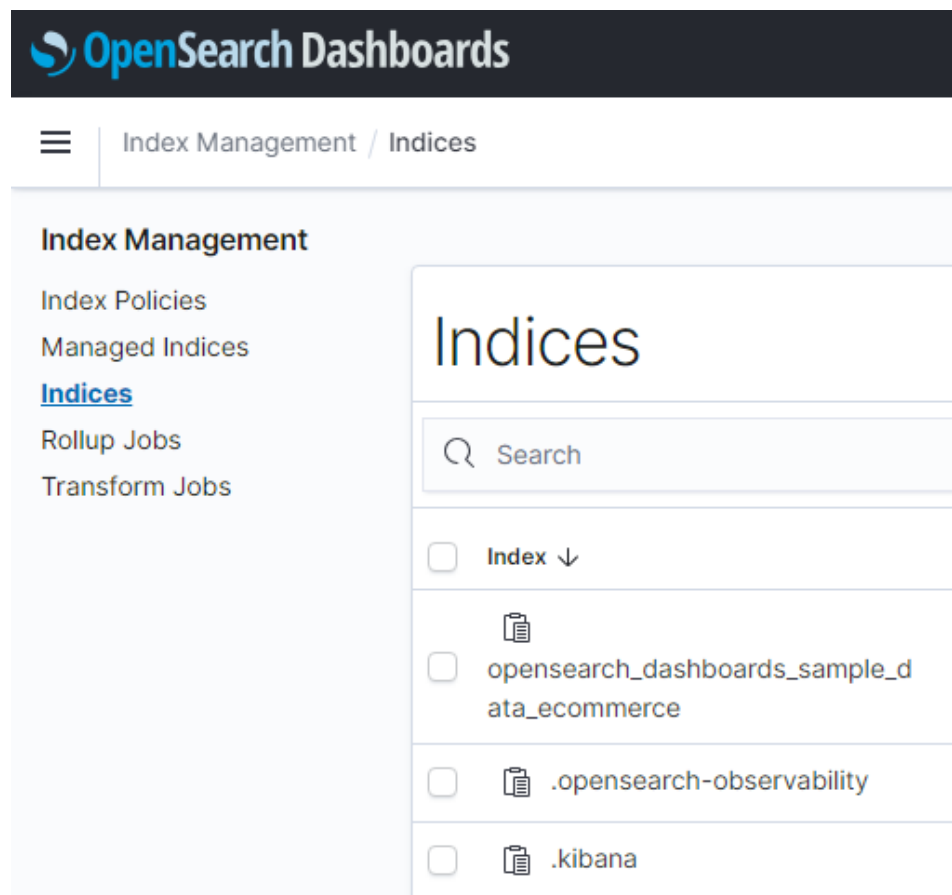 OpenSearch Dashboards
Index Management / Indices
Index Management
Index Policies
Managed Indices
Indices
Rollup Jobs
Transform Jobs
Indices
Search
Index
opensearch_dashboards_sample_d
ata_ecommerce
.opensearch-observability
.kibana